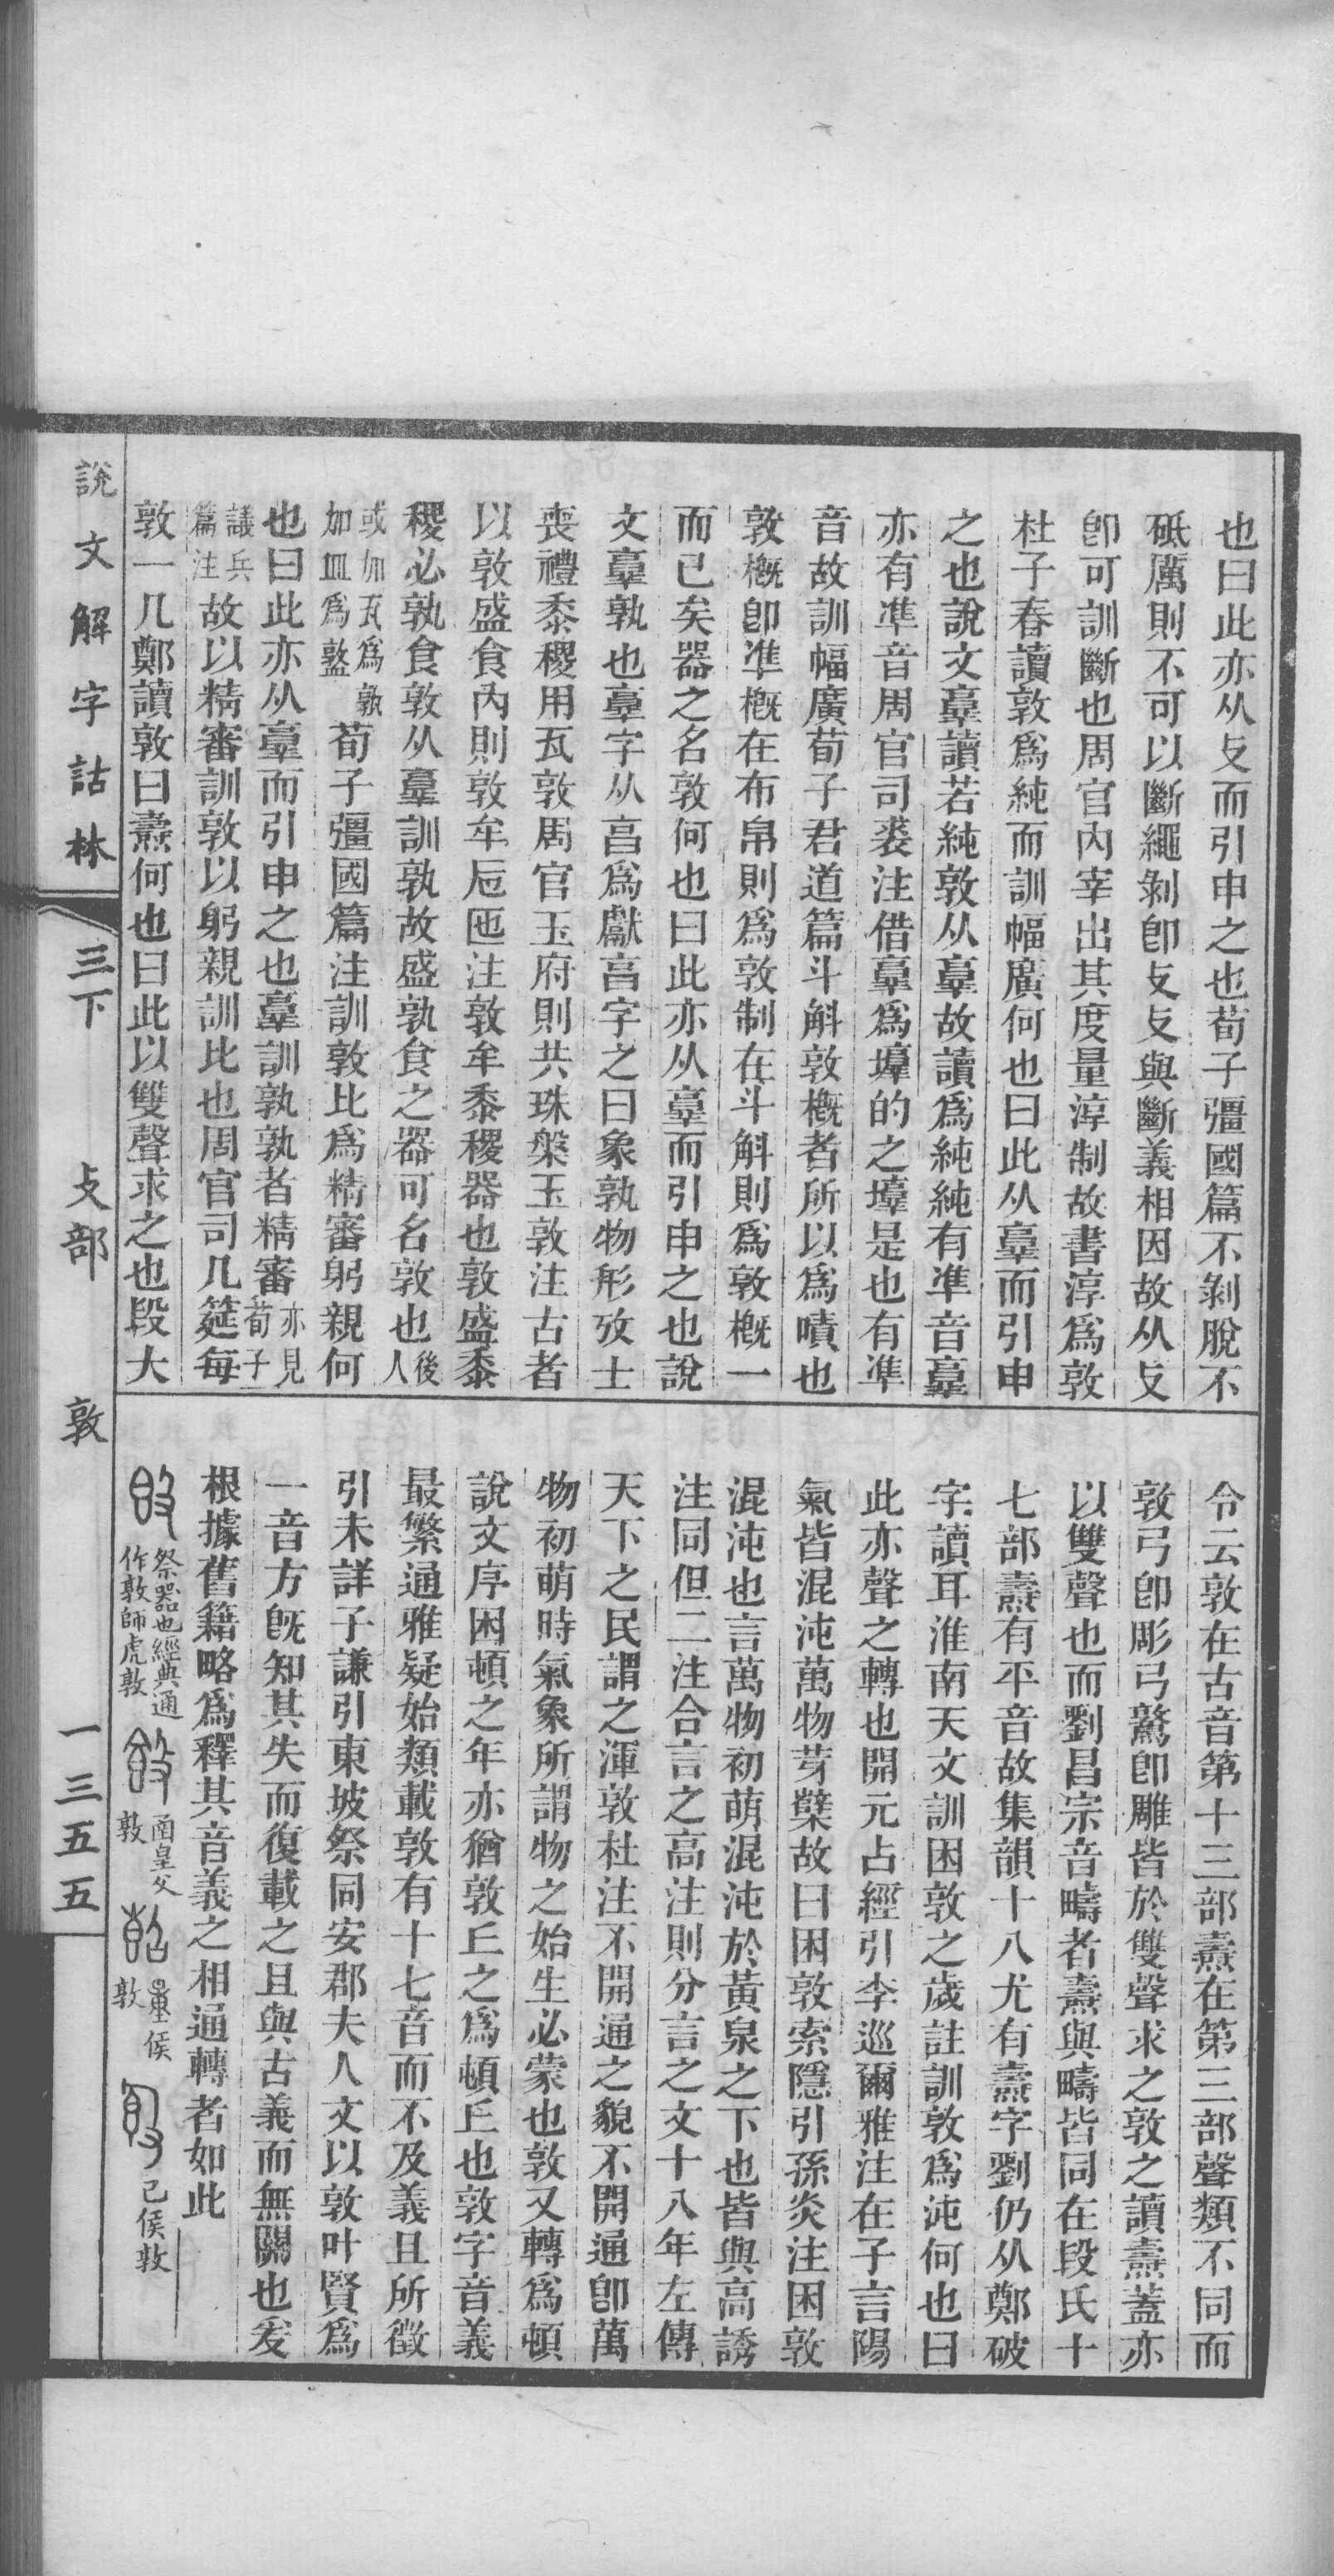 也曰此亦从攴而引申之也荀子彊國篇不剝脫不
砥厲則不可以斷繩剝卽攴攴與斷義相因故从攴
卽可訓斷也周官內宰出其度量淳制故書淳爲敦
杜子春讀敦爲純而訓幅廣何也曰此从𦎫而引申
之也說文𦎫讀若純敦从𦎫故讀爲純純有準音𦎫
亦有準音周官司裘注借𦎫爲墫的之墫是也有準
音故訓幅廣荀子君道篇斗斛敦槪者所以爲嘖也
敦槪卽準槪在布帛則爲敦制在斗斛則爲敦槪一
而已矣器之名敦何也曰此亦从𦎫而引申之也說
文𦎫孰也𦎫字从亯爲獻亯字之曰象孰物形攷士
喪禮黍稷用瓦敦周官玉府則共珠槃玉敦注古者
以敦盛食內則敦牟卮匜注敦牟黍稷器也敦盛黍
稷必孰食敦从𦎫訓孰故盛孰食之器可名敦也後人
或加瓦爲㼿加皿爲𥂦荀子彊國篇注訓敦比爲精審躬親何
也曰此亦从𦎫而引申之也𦎫訓孰孰者精審亦見荀子
議兵篇注故以精審訓敦以躬親訓比也周官司几筵每
敦一几鄭讀敦曰燾何也曰此以雙聲求之也段大
令云敦在古音第十三部燾在第三部聲類不同而
敦弓卽彫弓鷻卽雕皆於雙聲求之敦之讀燾蓋亦
以雙聲也而劉昌宗音疇者燾與疇皆同在段氏十
七部燾有平音故集韻十八尤有燾字劉仍从鄭破
字讀耳淮南天文訓困敦之歲註訓敦爲沌何也曰
此亦聲之轉也開元占經引李巡爾雅注在子言陽
氣皆混沌萬物芽櫱故曰困敦索隱引孫炎注困敦
混沌也言萬物初萌混沌於黃泉之下也皆與高誘
注同但二注合言之高注則分言之文十八年左傳
天下之民謂之渾敦杜注不開通之貌不開通卽萬
物初萌時氣象所謂物之始生必蒙也敦又轉爲頓
說文序困頓之年亦猶敦丘之爲頓丘也敦字音義
最繁通雅疑始類載敦有十七音而不及義且所徵
引未詳子謙引東坡祭同安郡夫人文以敦叶賢爲
一音方旣知其失而復載之且與古義而無關也爰
根據舊籍略爲釋其音義之相通轉者如此
祭器也經典通作敦師虎敦 圅皇父敦 量侯敦 己侯敦
說文解字詁林 三下 攴部 敦 一三五五